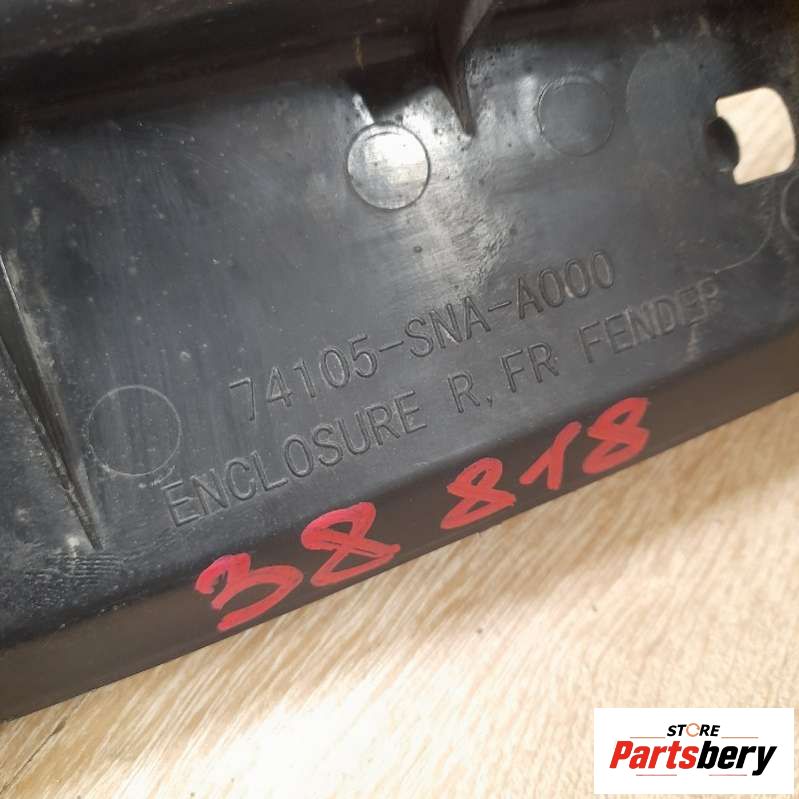 74105-SNA-A000
ENCLOSURE R, FR FENDER
38 818
STORE
Partsbery